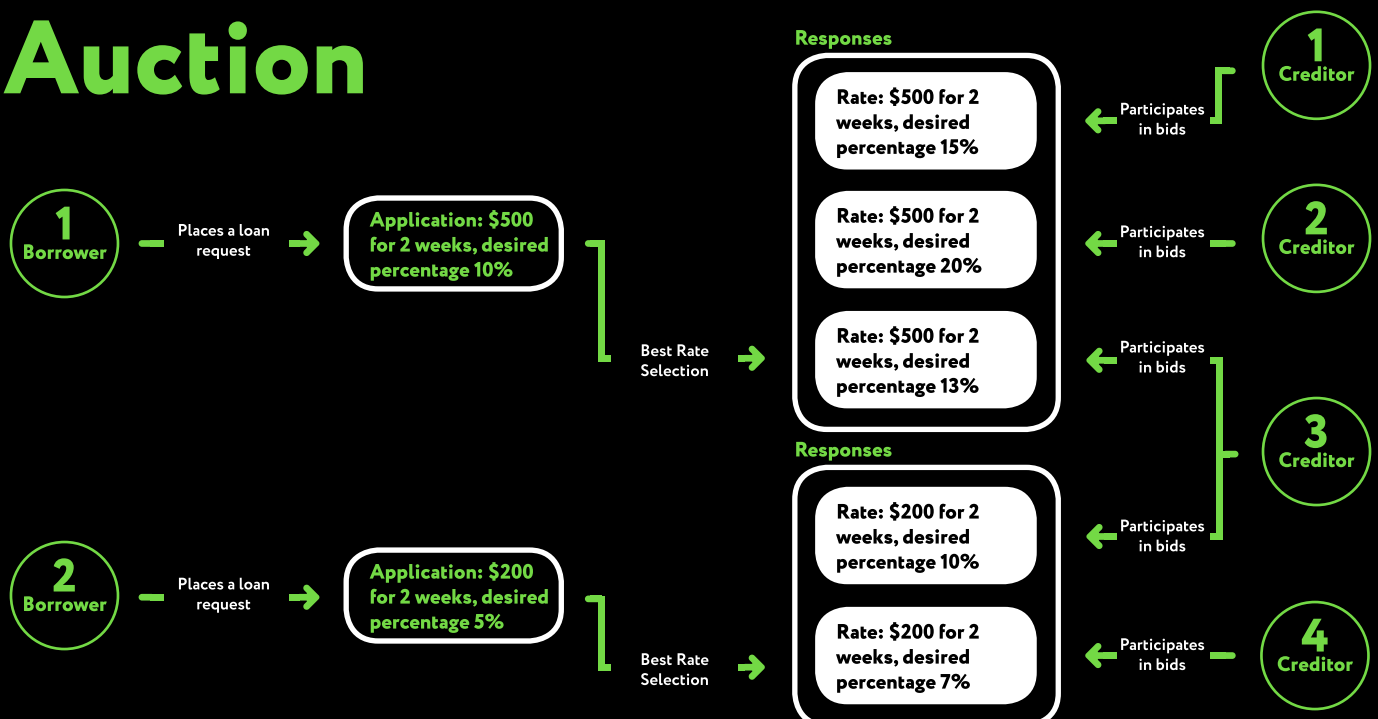 Auction
1
Borrower
Places a loan
request
Application: $500
for 2 weeks, desired
percentage 10%
Best Rate
Selection
Responses
Rate: $500 for 2
weeks, desired
percentage 15%
Rate: $500 for 2
weeks, desired
percentage 20%
Rate: $500 for 2
weeks, desired
percentage 13%
Participates
in bids
1
Creditor
Participates
in bids
2
Creditor
Participates
in bids
3
Creditor
2
Borrower
Places a loan
request
Application: $200
for 2 weeks, desired
percentage 5%
Best Rate
Selection
Responses
Rate: $200 for 2
weeks, desired
percentage 10%
Rate: $200 for 2
weeks, desired
percentage 7%
Participates
in bids
Participates
in bids
4
Creditor